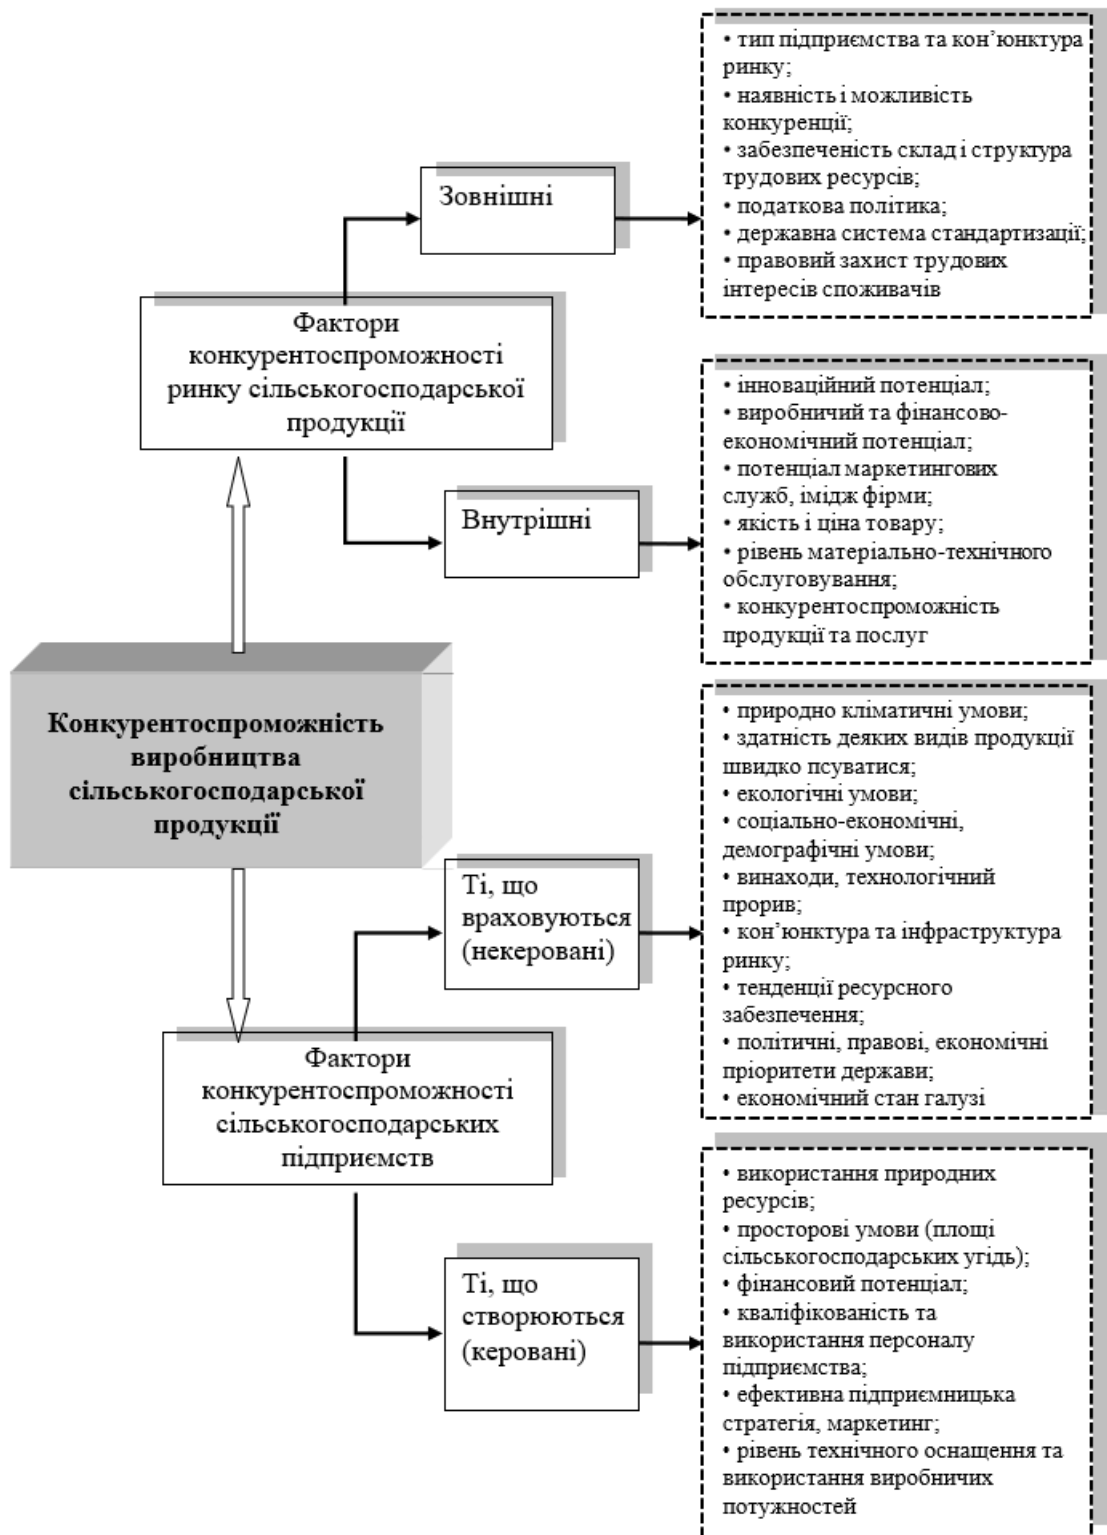 • тип підприємства та кон’юнктура
ринку;
• наявність і можливість
конкуренції;
• забезпеченість склад і структура
трудових ресурсів;
• податкова політика;
• державна система стандартизації;
• правовий захист трудових
інтересів споживачів
Зовнішні
Фактори
конкурентоспроможності
ринку сільськогосподарської
продукції
• інноваційний потенціал;
• виробничий та фінансово-
економічний потенціал;
• потенціал маркетингових
служб, імідж фірми;
• якість і ціна товару;
• рівень матеріально-технічного
обслуговування;
• конкурентоспроможність
продукції та послуг
Внутрішні
Конкурентоспроможність
виробництва
сільськогосподарської
продукції
• природно кліматичні умови;
• здатність деяких видів продукції
швидко псуватися;
• екологічні умови;
• соціально-економічні,
демографічні умови;
• винаходи, технологічний
прорив;
• кон’юнктура та інфраструктура
ринку;
• тенденції ресурсного
забезпечення;
• політичні, правові, економічні
пріоритети держави;
• економічний стан галузі
Ті, що
враховуються
(некеровані)
Фактори
конкурентоспроможності
сільськогосподарських
підприємств
Ті, що
створюються
(керовані)
• використання природних
ресурсів;
• просторові умови (площі
сільськогосподарських угідь);
• фінансовий потенціал;
• кваліфікованість та
використання персоналу
підприємства;
• ефективна підприємницька
стратегія, маркетинг;
• рівень технічного оснащення та
використання виробничих
потужностей